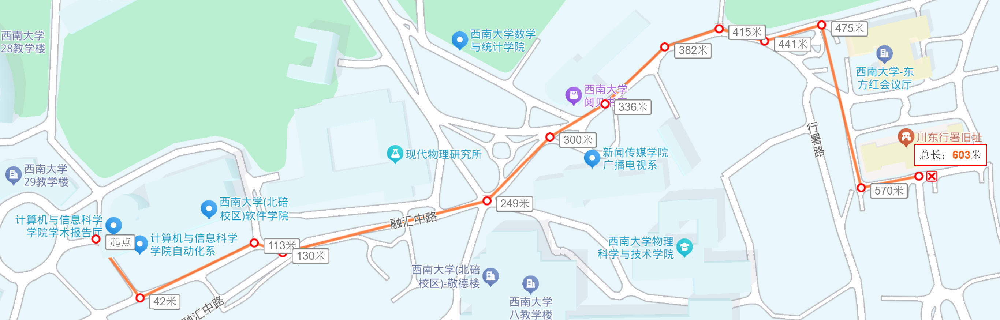 西南大学
28教学楼
西南大学数学
与统计学院
415米
475米
441米
382米
西南大学-东
方红会议厅
西南大学
阅见书店
336米
行署路
川东行署旧址
总长：603米
300米
现代物理研究所
新闻传媒学院
广播电视系
西南大学
29教学楼
570米
西南大学(北碚
校区)软件学院
249米
融汇中路
计算机与信息科学
学院学术报告厅
起点
计算机与信息科学
学院自动化系
113米
130米
西南大学物理
科学与技术学院
西南大学(北碚
校区)-敬德楼
42米
融汇中路
西南大学
八教学楼